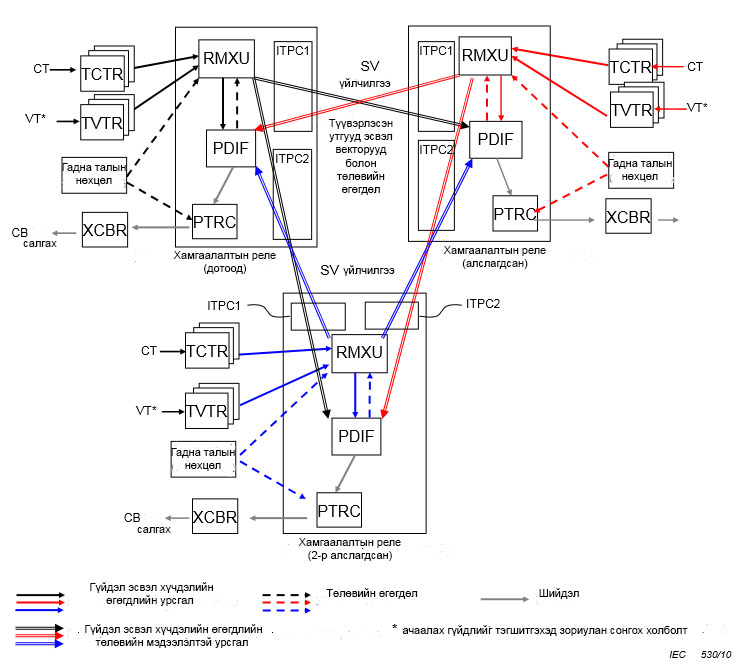 RMXU
ITPC1
SV
үйлчилгээ
ITPC1
RMXU
CT
TCTR
TCTR
CT
VT*
TVTR
TVTR
VT*
PDIF
ITPC2
Түүвэрлэсэн
утгууд эсвэл
векторууд
болон
төлөвийн
өгөгдөл
ITPC2
PDIF
Гадна талын
нөхцөл
Гадна талын
нөхцөл
PTRC
PTRC
CB
салгах
XCBR
XCBR
Хамгаалалтын реле
(дотоод)
Хамгаалалтын реле
(алслагдсан)
SV үйлчилгээ
ITPC1
ITPC2
CT
TCTR
RMXU
VT*
TVTR
PDIF
Гадна талын
нөхцөл
PTRC
CB
салгах
XCBR
Хамгаалалтын реле
(2-р алслагдсан)
Гүйдэл эсвэл хүчдэлийн
өгөгдлийн урсгал
Төлөвийн өгөгдөл
Шийдэл
Гүйдэл эсвэл хүчдэлийн өгөгдлийн
төлөвийн мэдээлэлтэй урсгал
* ачаалах гүйдлийг тэгшитгэхэд зориулан сонгох холболт
IEC 530/10